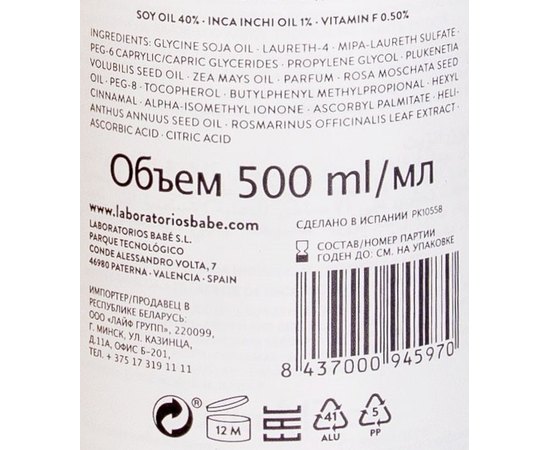 SOY OIL 40% · INCA INCHI OIL 1% · VITAMIN F 0.50%
INGREDIENTS: GLYCINE SOJA OIL · LAURETH-4 · MIPA-LAURETH SULFATE ·
PEG-6 CAPRYLIC/CAPRIC GLYCERIDES · PROPYLENE GLYCOL · PLUKENETIA
VOLUBILIS SEED OIL · ZEA MAYS OIL · PARFUM · ROSA MOSCHATA SEED
OIL · PEG-8 · TOCOPHEROL · BUTYLPHENYL METHYLPROPIONAL · HEXYL
CINNAMAL · ALPHA-ISOMETHYL IONONE · ASCORBYL PALMITATE · HELI-
ANTHUS ANNUUS SEED OIL · ROSMARINUS OFFICINALIS LEAF EXTRACT ·
ASCORBIC ACID · CITRIC ACID
Объем 500 ml/мл
www.laboratoriosbabe.com
LABORATORIOS BABÉ S.L.
PARQUE TECNOLÓGICO
CONDE ALESSANDRO VOLTA, 7
46980 PATERNA · VALENCIA · SPAIN
ИМПОРТЕР/ПРОДАВЕЦ В
РЕСПУБЛИКЕ БЕЛАРУСЬ:
ООО «ЛАЙФ ГРУПП», 220099,
Г. МИНСК, УЛ. КАЗИНЦА,
Д.11А, ОФИС Б-201,
ТЕЛ. + 375 17 319 11 11
СДЕЛАНО В ИСПАНИИ PK10558
СОСТАВ/НОМЕР ПАРТИИ
ГОДЕН ДО: СМ. НА УПАКОВКЕ
8 437000 945970
®
12 M
EAC
41
ALU
5
PP